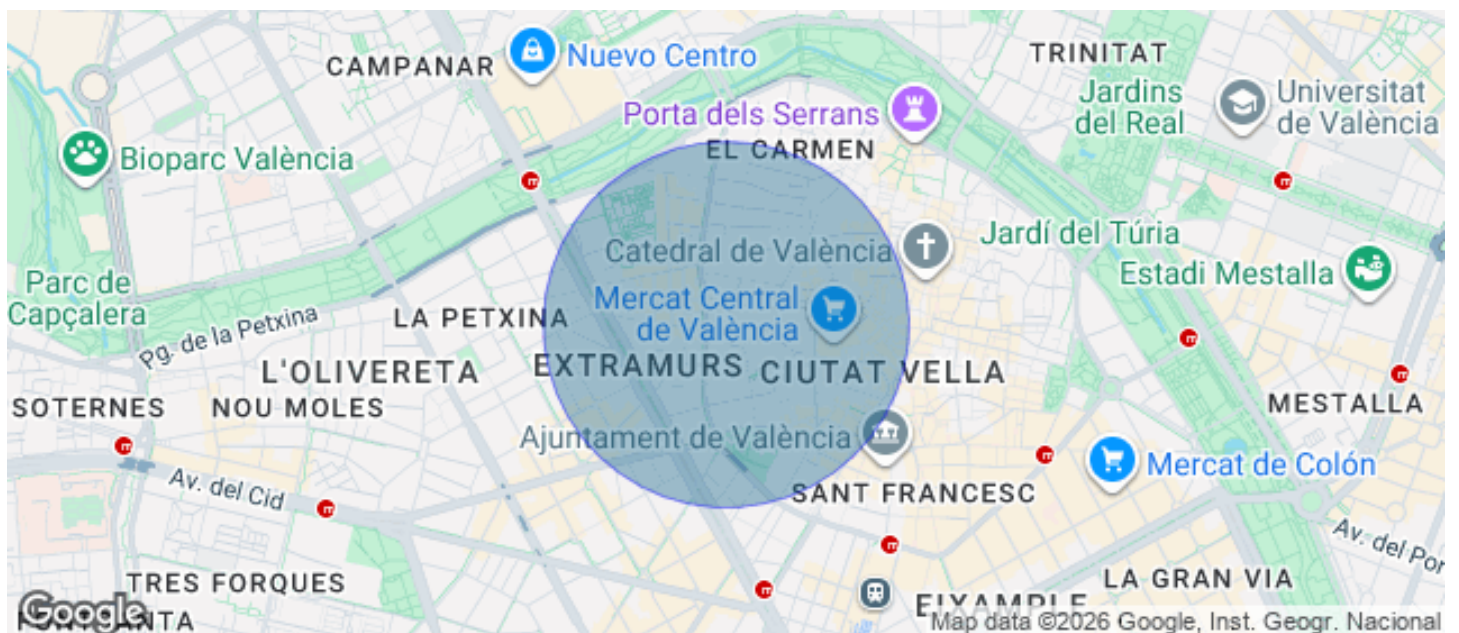 CAMPANAR
Nuevo Centro
TRINITAT
Jardins
del Real
Universitat
de València
Porta dels Serrans
EL CARMEN
Bioparc València
Catedral de València
Jardí del Túria
Estadi Mestalla
Parc de
Capçalera
Mercat Central
de València
LA PETXINA
Pg. de la Petxina
L'OLIVERETA
EXTRAMURS
CIUTAT VELLA
SOTERNES
NOU MOLES
MESTALLA
Ajuntament de València
Mercat de Colón
Av. del Cid
SANT FRANCESC
Av. del Por
TRES FORQUES
LA GRAN VIA
EIXAMPLE
Google
Map data ©2026 Google, Inst. Geogr. Nacional